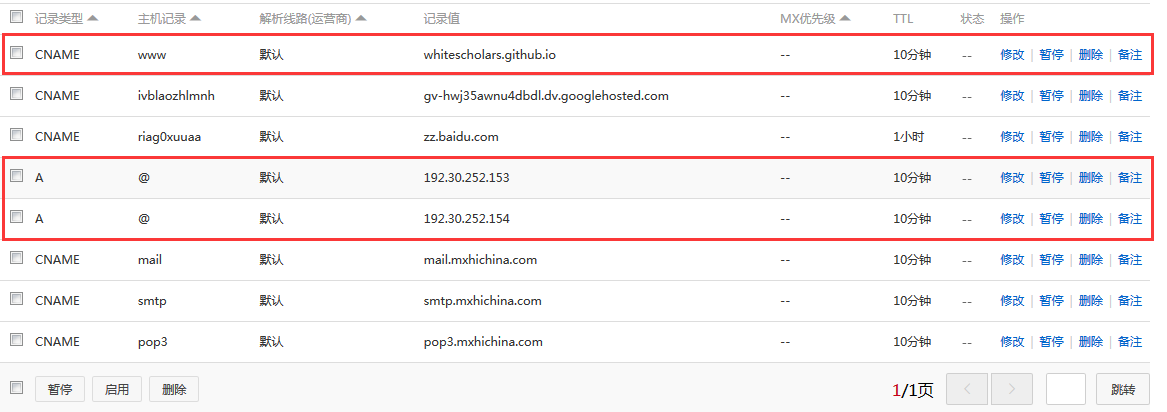 记录类型 主机记录 解析线路(运营商) 记录值 MX优先级 TTL 状态 操作
CNAME www 默认 whitescholars.github.io -- 10分钟 -- 修改 | 暂停 | 删除 | 备注
CNAME ivblaozhlmnh 默认 gv-hwj35awnu4dbdl.dv.googlehosted.com -- 10分钟 -- 修改 | 暂停 | 删除 | 备注
CNAME riag0xuuaa 默认 zz.baidu.com -- 1小时 -- 修改 | 暂停 | 删除 | 备注
A @ 默认 192.30.252.153 -- 10分钟 -- 修改 | 暂停 | 删除 | 备注
A @ 默认 192.30.252.154 -- 10分钟 -- 修改 | 暂停 | 删除 | 备注
CNAME mail 默认 mail.mxhichina.com -- 10分钟 -- 修改 | 暂停 | 删除 | 备注
CNAME smtp 默认 smtp.mxhichina.com -- 10分钟 -- 修改 | 暂停 | 删除 | 备注
CNAME pop3 默认 pop3.mxhichina.com -- 10分钟 -- 修改 | 暂停 | 删除 | 备注
暂停 启用 删除 1/1页 < > 跳转